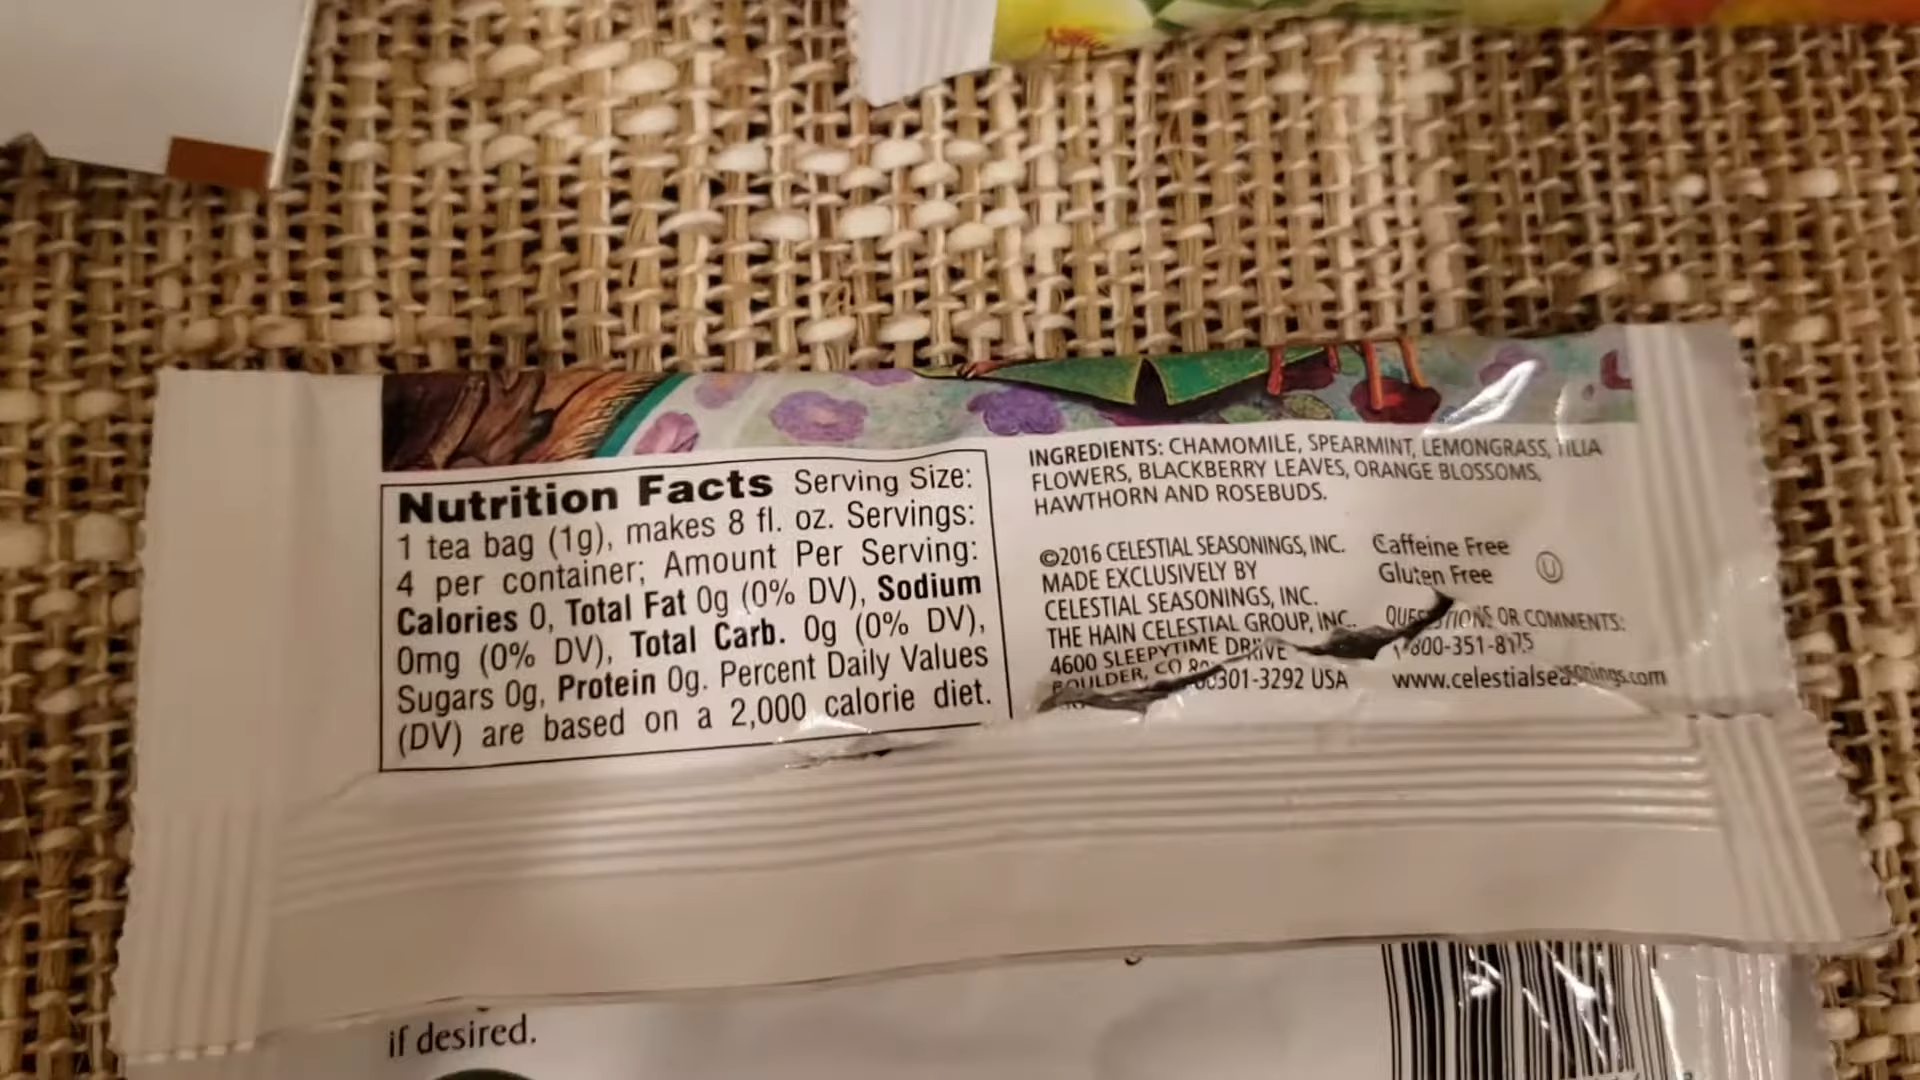 Nutrition Facts Serving Size:
1 tea bag (1g), makes 8 fl. oz. Servings:
4 per container; Amount Per Serving:
Calories 0, Total Fat 0g (0% DV), Sodium
0mg (0% DV), Total Carb. 0g (0% DV),
Sugars 0g, Protein 0g. Percent Daily Values
(DV) are based on a 2,000 calorie diet.
INGREDIENTS: CHAMOMILE, SPEARMINT, LEMONGRASS, TILIA
FLOWERS, BLACKBERRY LEAVES, ORANGE BLOSSOMS,
HAWTHORN AND ROSEBUDS.
©2016 CELESTIAL SEASONINGS, INC.
MADE EXCLUSIVELY BY
CELESTIAL SEASONINGS, INC.
THE HAIN CELESTIAL GROUP, INC.
4600 SLEEPYTIME DRIVE
BOULDER, CO 80301-3292 USA
Caffeine Free
Gluten Free
U
QUESTIONS OR COMMENTS:
1-800-351-8175
www.celestialseasonings.com
if desired.